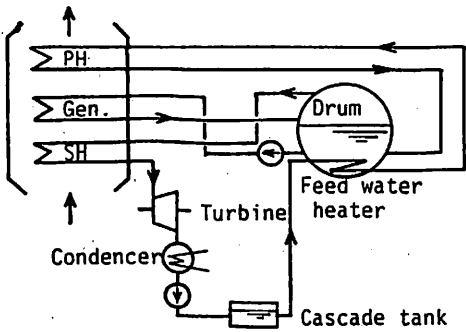 PH
Gen.
SH
Drum
Feed water
heater
Turbine
Condencer
Cascade tank